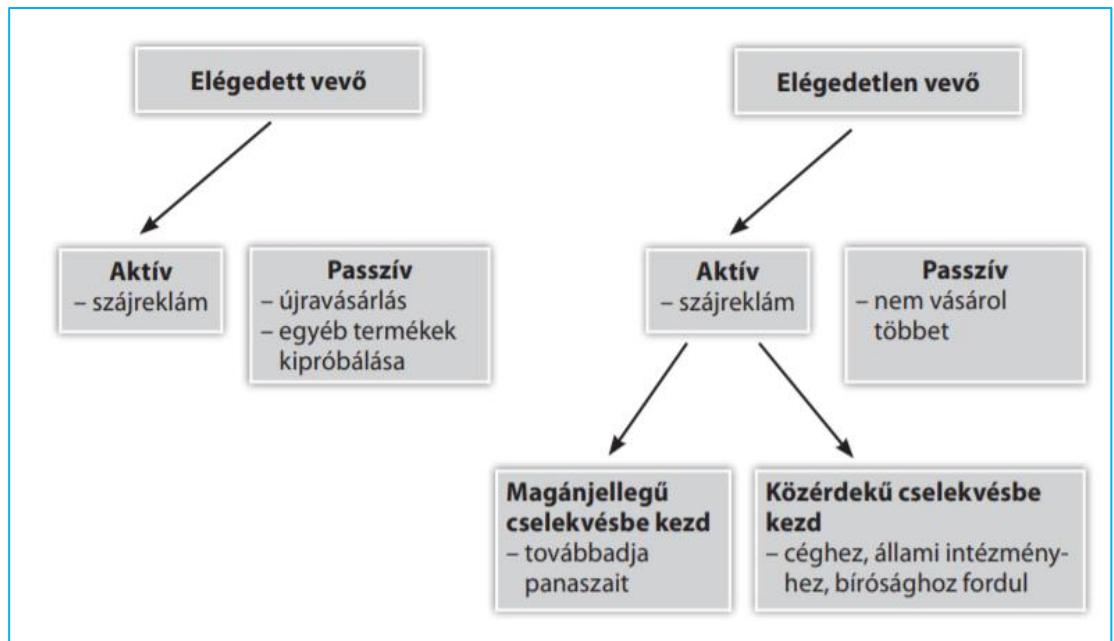 Elégedett vevő
Elégedetlen vevő
Aktív
– szájreklám
Passzív
– újravásárlás
– egyéb termékek
kipróbálása
Aktív
– szájreklám
Passzív
– nem vásárol
többet
Magánjellegű
cselekvésbe kezd
– továbbadja
panaszait
Közérdekű cselekvésbe
kezd
– céghez, állami intézmény-
hez, bírósághoz fordul